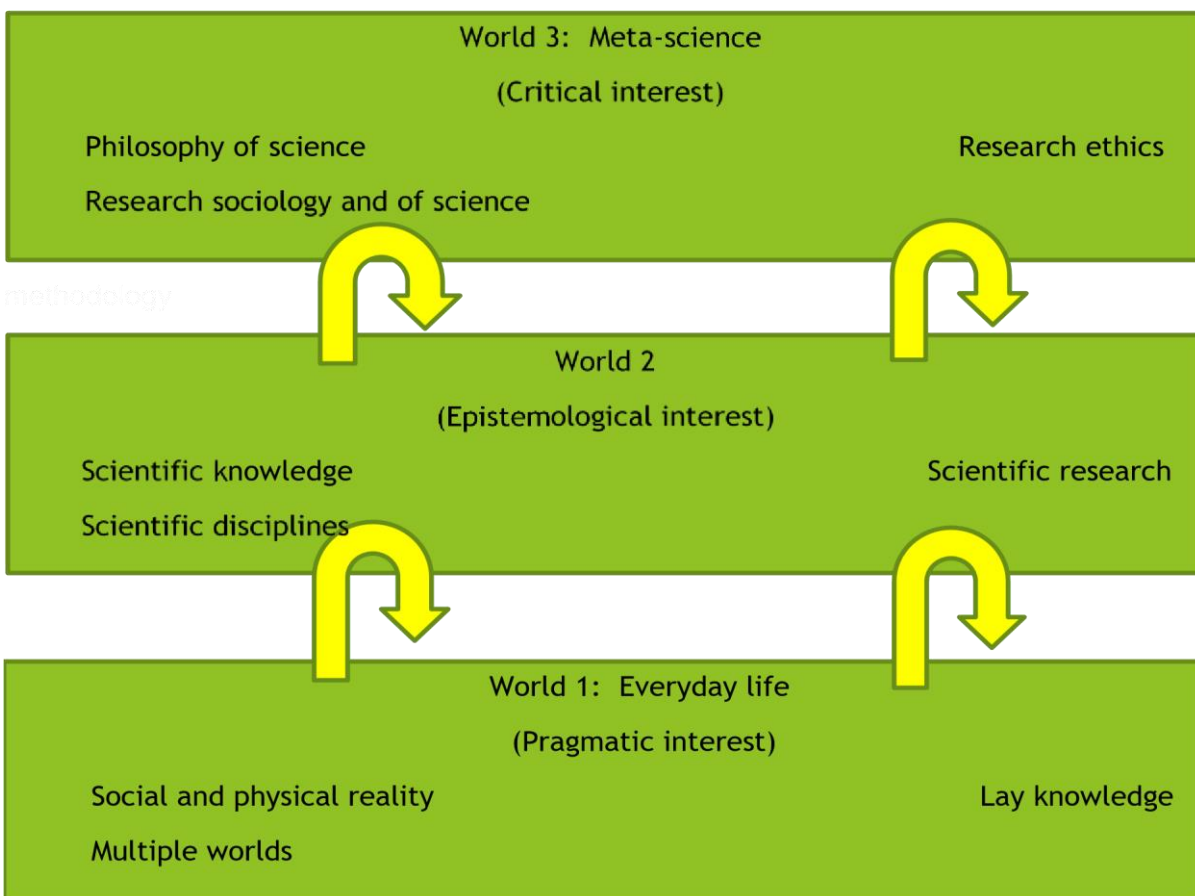 World 3: Meta-science
(Critical interest)
Philosophy of science Research ethics
Research sociology and of science
methodology
World 2
(Epistemological interest)
Scientific knowledge Scientific research
Scientific disciplines
World 1: Everyday life
(Pragmatic interest)
Social and physical reality Lay knowledge
Multiple worlds